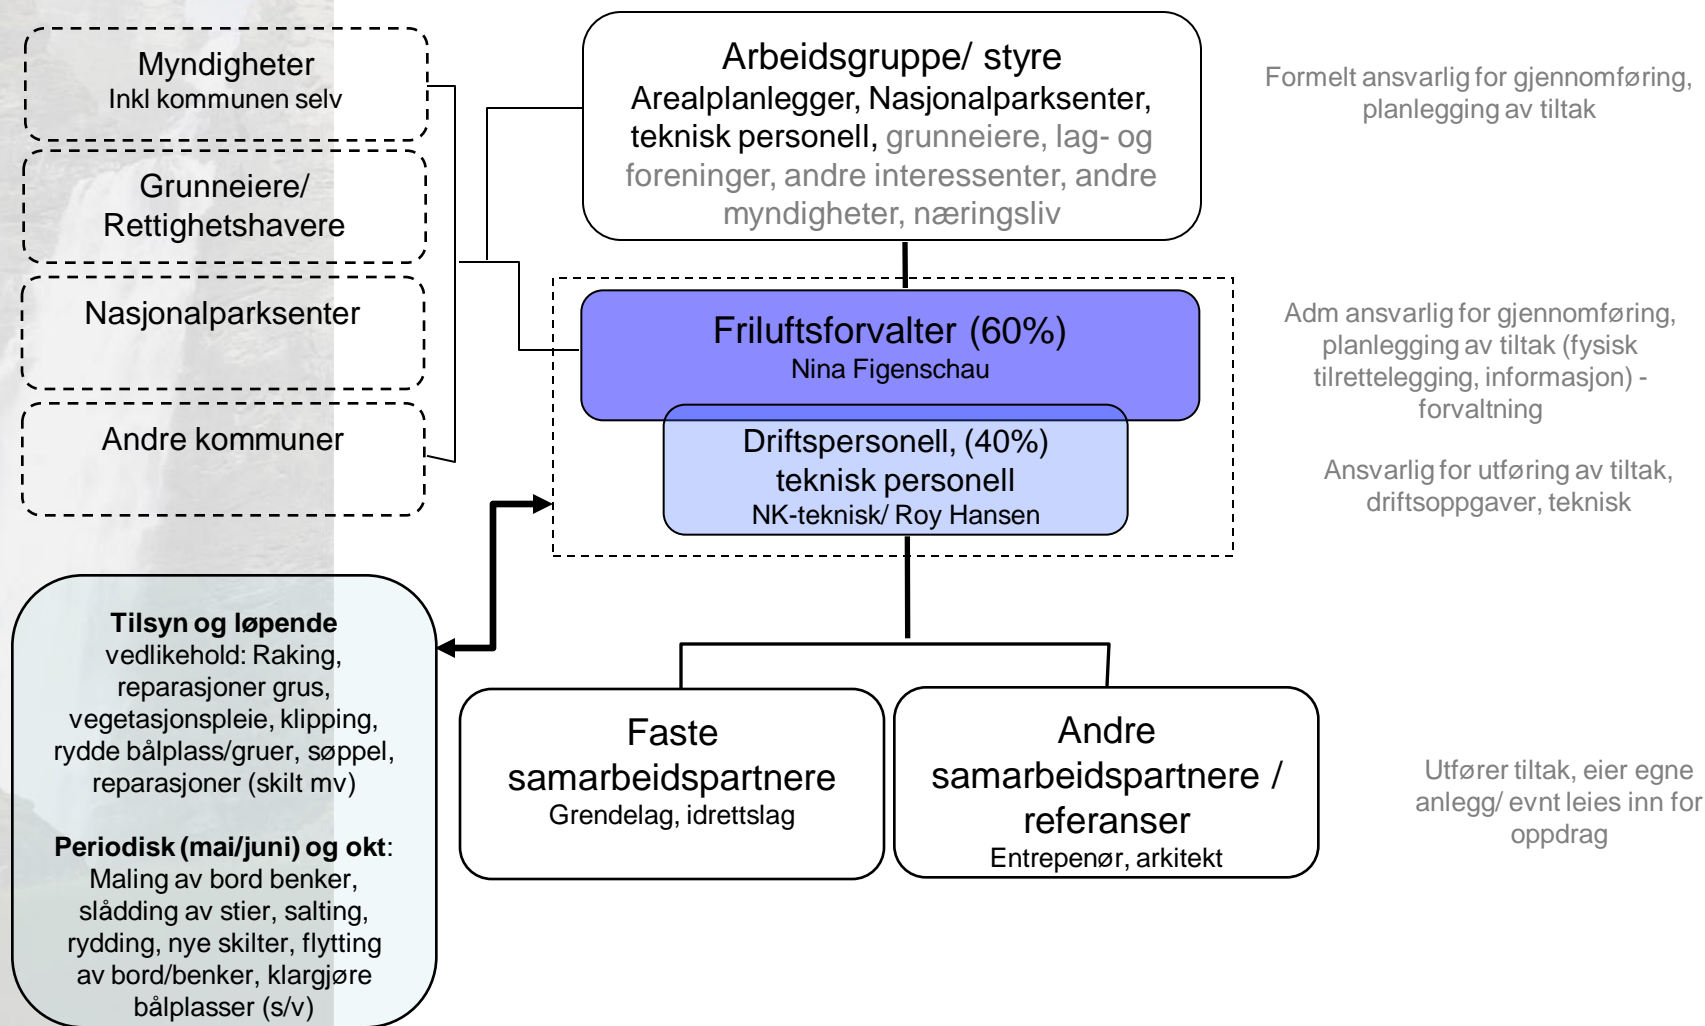 Myndigheter
Inkl kommunen selv
Grunneiere/
Rettighetshavere
Nasjonalparksenter
Andre kommuner
Arbeidsgruppe/ styre
Arealplanlegger, Nasjonalparksenter,
teknisk personell, grunneiere, lag- og
foreninger, andre interessenter, andre
myndigheter, næringsliv
Formelt ansvarlig for gjennomføring,
planlegging av tiltak
Friluftsforvalter (60%)
Nina Figenschau
Adm ansvarlig for gjennomføring,
planlegging av tiltak (fysisk
tilrettelegging, informasjon) -
forvaltning
Driftspersonell, (40%)
teknisk personell
NK-teknisk/ Roy Hansen
Ansvarlig for utføring av tiltak,
driftsoppgaver, teknisk
Tilsyn og løpende
vedlikehold: Raking,
reparasjoner grus,
vegetasjonspleie, klipping,
rydde bålplass/gruer, søppel,
reparasjoner (skilt mv)
Periodisk (mai/juni) og okt:
Maling av bord benker,
slådding av stier, salting,
rydding, nye skilter, flytting
av bord/benker, klargjøre
bålplasser (s/v)
Faste
samarbeidspartnere
Grendelag, idrettslag
Andre
samarbeidspartnere /
referanser
Entrepenør, arkitekt
Utfører tiltak, eier egne
anlegg/ evnt leies inn for
oppdrag